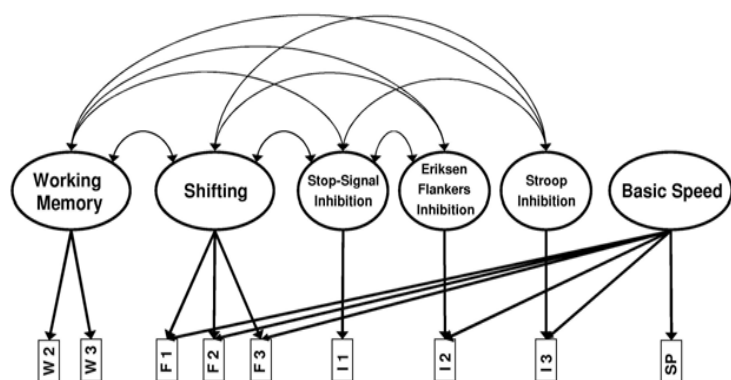 Working
Memory
Shifting
Stop-Signal
Inhibition
Eriksen
Flankers
Inhibition
Stroop
Inhibition
Basic Speed
W 2
W 3
F 1
F 2
F 3
I 1
I 2
I 3
SP